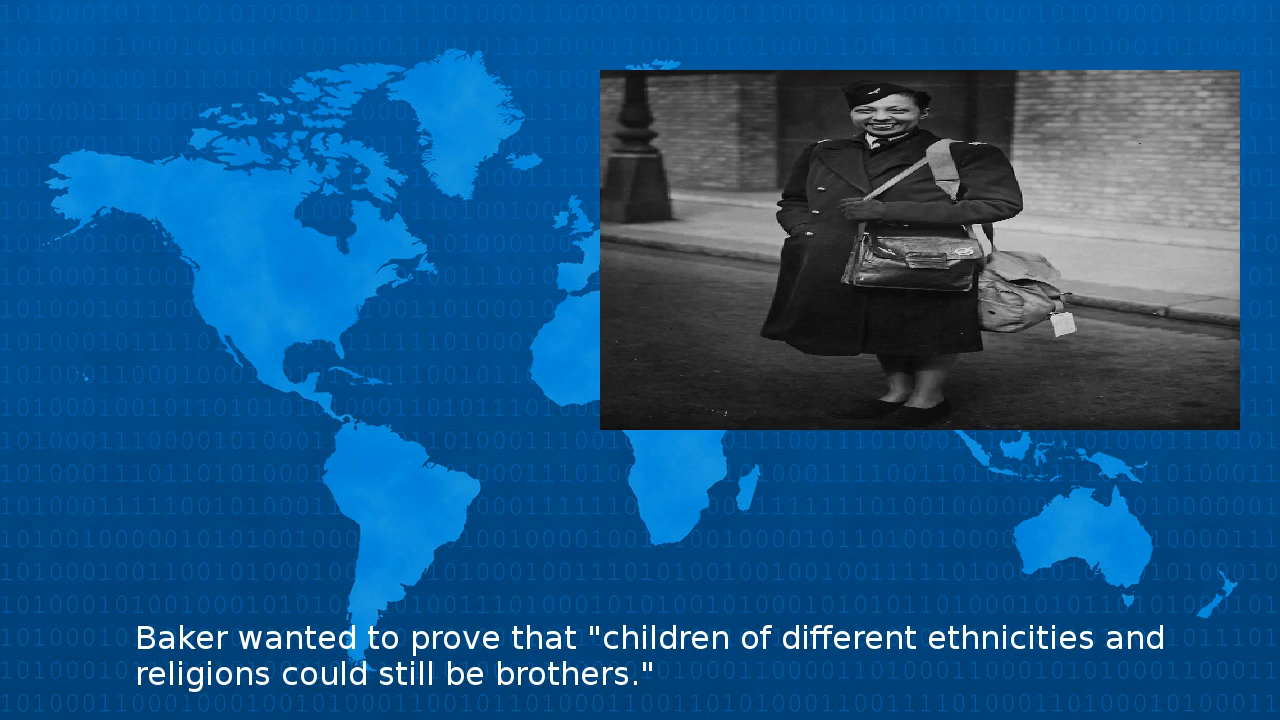 Baker wanted to prove that "children of different ethnicities and
religions could still be brothers."